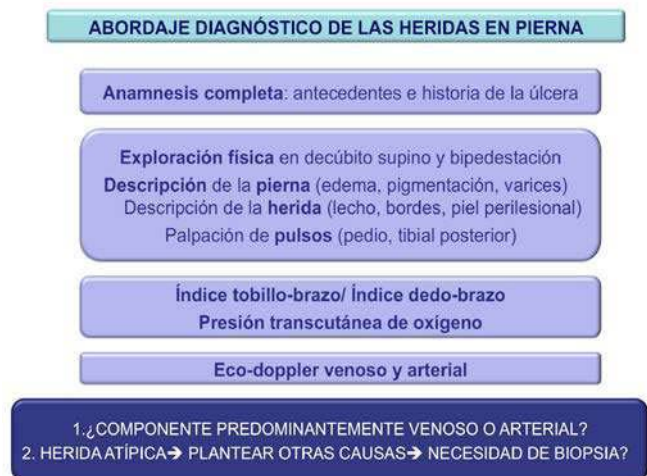 ABORDAJE DIAGNÓSTICO DE LAS HERIDAS EN PIERNA
Anamnesis completa: antecedentes e historia de la úlcera
Exploración física en decúbito supino y bipedestación
Descripción de la pierna (edema, pigmentación, varices)
Descripción de la herida (lecho, bordes, piel perilesional)
Palpación de pulsos (pedio, tibial posterior)
Índice tobillo-brazo/ Índice dedo-brazo
Presión transcutánea de oxígeno
Eco-doppler venoso y arterial
1.¿COMPONENTE PREDOMINANTEMENTE VENOSO O ARTERIAL?
2. HERIDA ATÍPICA➔ PLANTEAR OTRAS CAUSAS➔ NECESIDAD DE BIOPSIA?